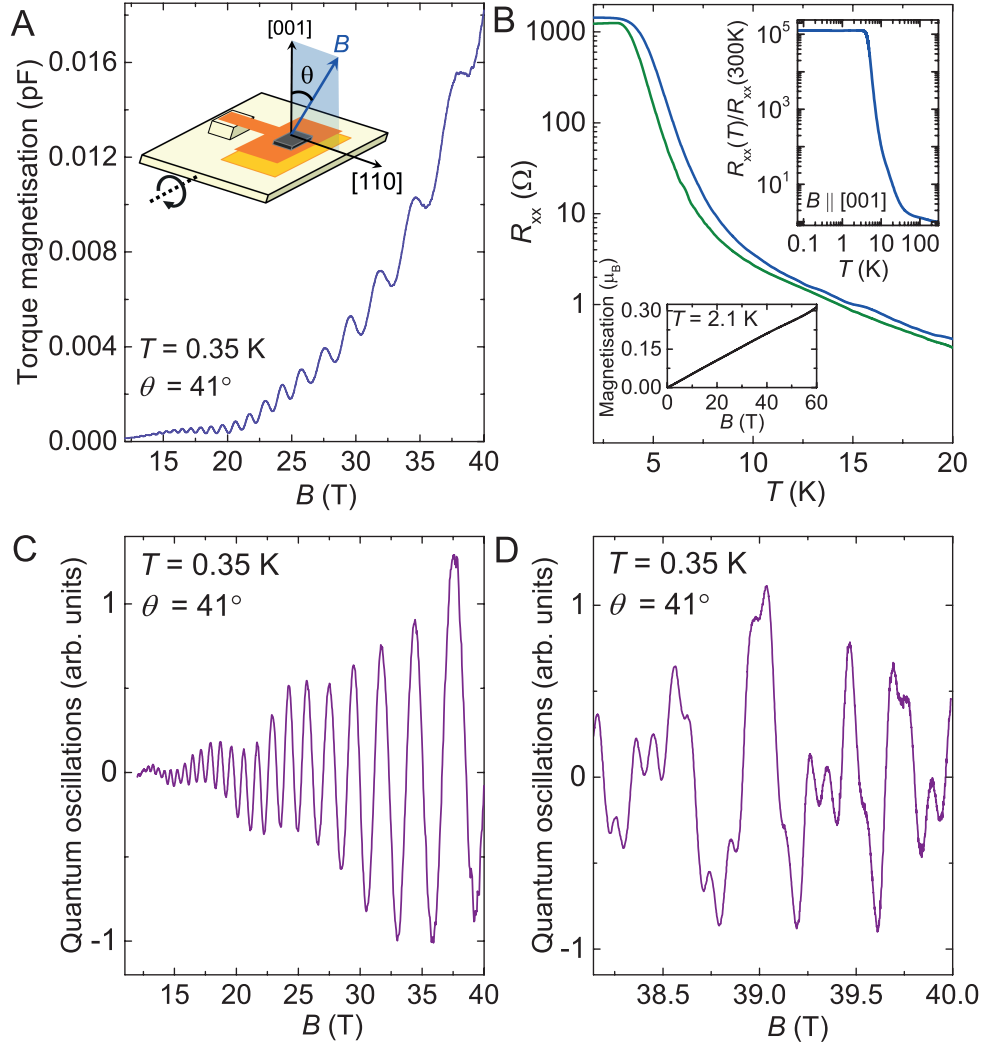 A
Torque magnetisation (pF)
0.016
0.012
0.008
0.004
0.000
[001]
B
θ
[110]
T = 0.35 K
θ = 41°
15 20 25 30 35 40
B (T)
B
R_xx (Ω)
1000
100
10
1
R_xx(T)/R_xx(300K)
10^5
10^3
10^1
B || [001]
0.1 1 10 100
T (K)
Magnetisation (μ_B)
0.30
0.15
0.00
T = 2.1 K
0 20 40 60
B (T)
5 10 15 20
T (K)
C
Quantum oscillations (arb. units)
1
0
-1
T = 0.35 K
θ = 41°
15 20 25 30 35 40
B (T)
D
Quantum oscillations (arb. units)
1
0
-1
T = 0.35 K
θ = 41°
38.5 39.0 39.5 40.0
B (T)